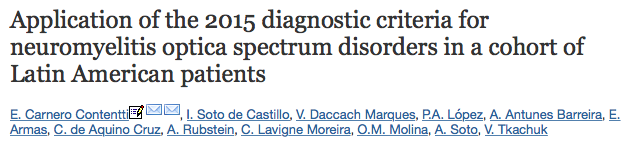 Application of the 2015 diagnostic criteria for
neuromyelitis optica spectrum disorders in a cohort of
Latin American patients
E. Carnero Contentti, I. Soto de Castillo, V. Daccach Marques, P.A. López, A. Antunes Barreira, E.
Armas, C. de Aquino Cruz, A. Rubstein, C. Lavigne Moreira, O.M. Molina, A. Soto, V. Tkachuk